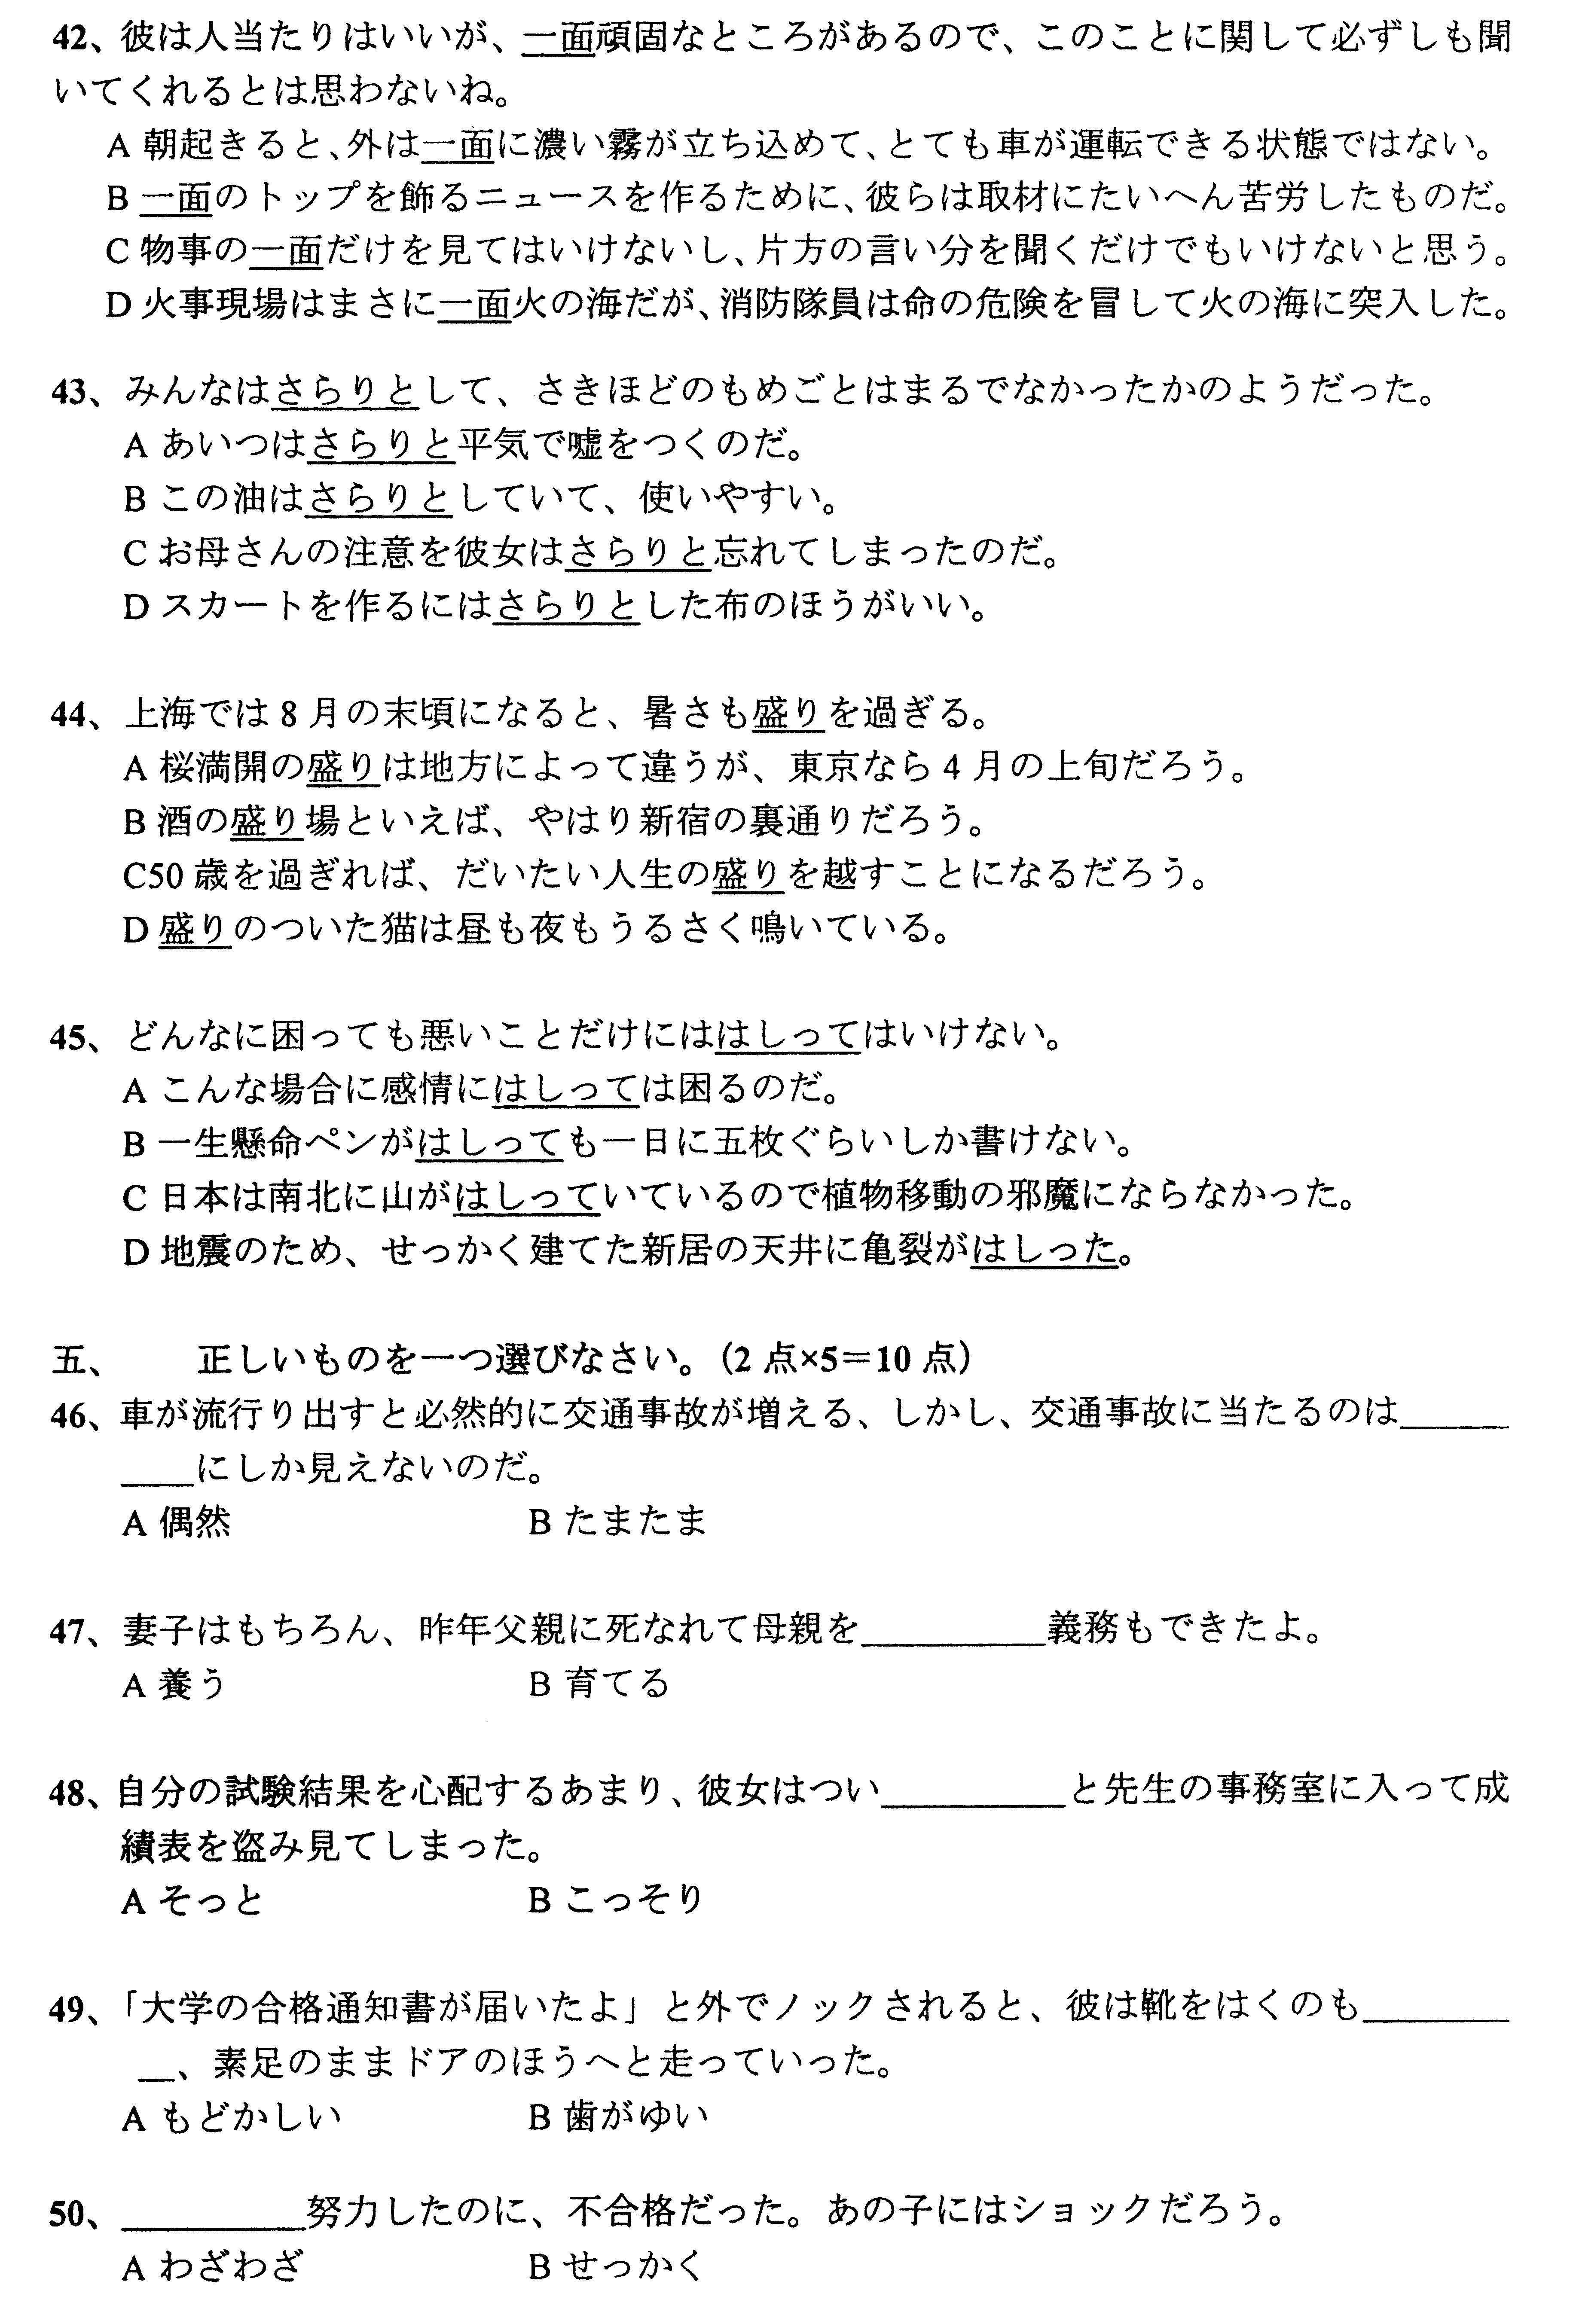 42、彼は人当たりはいいが、一面頑固なところがあるので、このことに関して必ずしも聞
いてくれるとは思わないね。
A 朝起きると、外は一面に濃い霧が立ち込めて、とても車が運転できる状態ではない。
B 一面のトップを飾るニュースを作るために、彼らは取材にたいへん苦労したものだ。
C 物事の一面だけを見てはいけないし、片方の言い分を聞くだけでもいけないと思う。
D 火事現場はまさに一面火の海だが、消防隊員は命の危険を冒して火の海に突入した。
43、みんなはさらりとして、さきほどのもめごとはまるでなかったかのようだった。
A あいつはさらりと平気で嘘をつくのだ。
B この油はさらりとしていて、使いやすい。
C お母さんの注意を彼女はさらりと忘れてしまったのだ。
D スカートを作るにはさらりとした布のほうがいい。
44、上海では 8 月の末頃になると、暑さも盛りを過ぎる。
A 桜満開の盛りは地方によって違うが、東京なら 4 月の上旬だろう。
B 酒の盛り場といえば、やはり新宿の裏通りだろう。
C50 歳を過ぎれば、だいたい人生の盛りを越すことになるだろう。
D 盛りのついた猫は昼も夜もうるさく鳴いている。
45、どんなに困っても悪いことだけにははしってはいけない。
A こんな場合に感情にはしっては困るのだ。
B 一生懸命ペンがはしっても一日に五枚ぐらいしか書けない。
C 日本は南北に山がはしっていているので植物移動の邪魔にならなかった。
D 地震のため、せっかく建てた新居の天井に亀裂がはしった。
五、 正しいものを一つ選びなさい。（2 点×5＝10 点）
46、車が流行り出すと必然的に交通事故が増える、しかし、交通事故に当たるのは______
____にしか見えないのだ。
A 偶然 B たまたま
47、妻子はもちろん、昨年父親に死なれて母親を__________義務もできたよ。
A 養う B 育てる
48、自分の試験結果を心配するあまり、彼女はつい__________と先生の事務室に入って成
績表を盗み見てしまった。
A そっと B こっそり
49、「大学の合格通知書が届いたよ」と外でノックされると、彼は靴をはくのも________
__、素足のままドアのほうへと走っていった。
A もどかしい B 歯がゆい
50、__________努力したのに、不合格だった。あの子にはショックだろう。
A わざわざ B せっかく